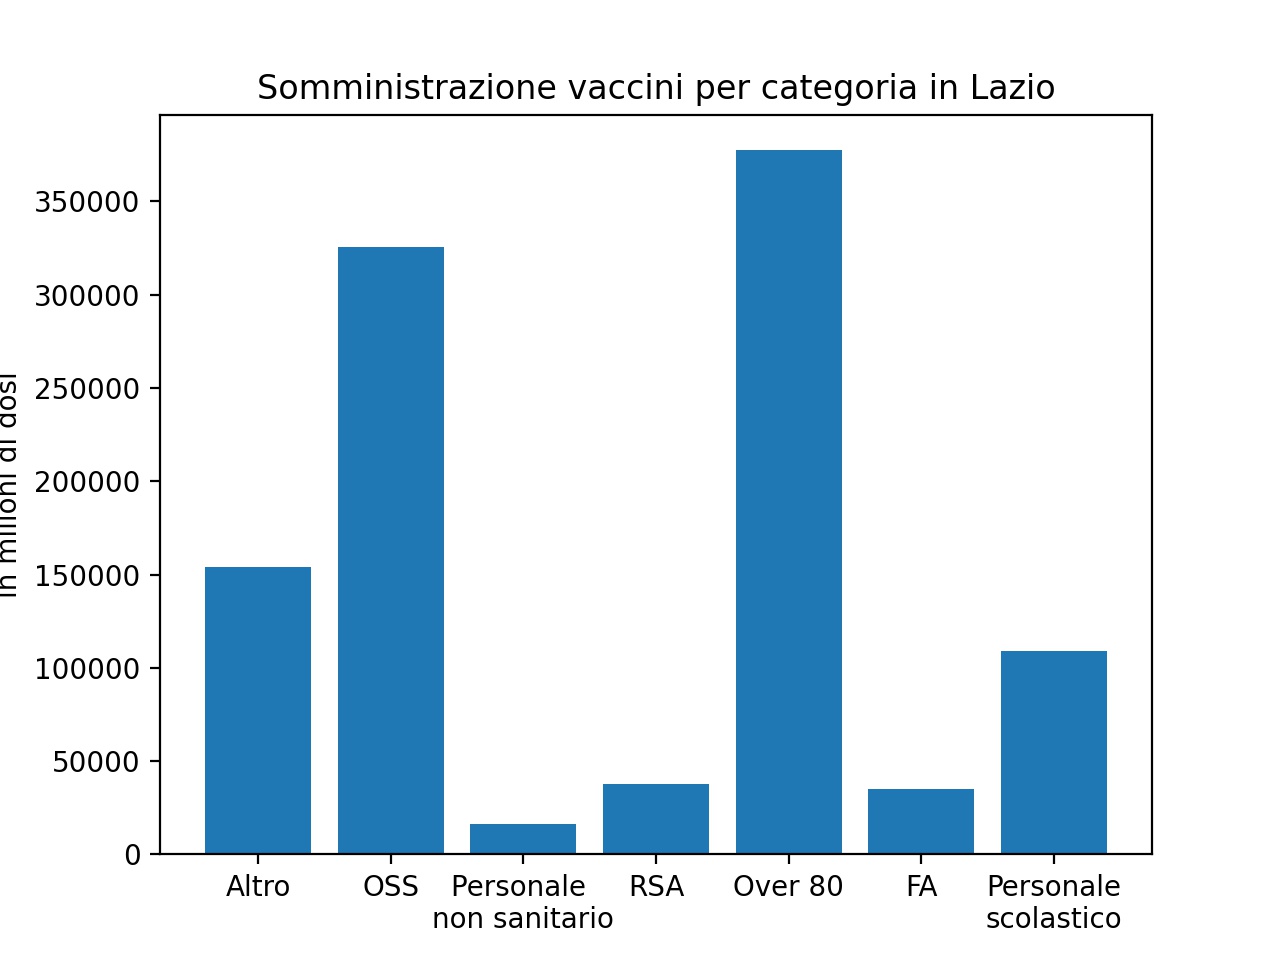 Somministrazione vaccini per categoria in Lazio
In milioni di dosi
350000
300000
250000
200000
150000
100000
50000
0
Altro
OSS
Personale
non sanitario
RSA
Over 80
FA
Personale
scolastico